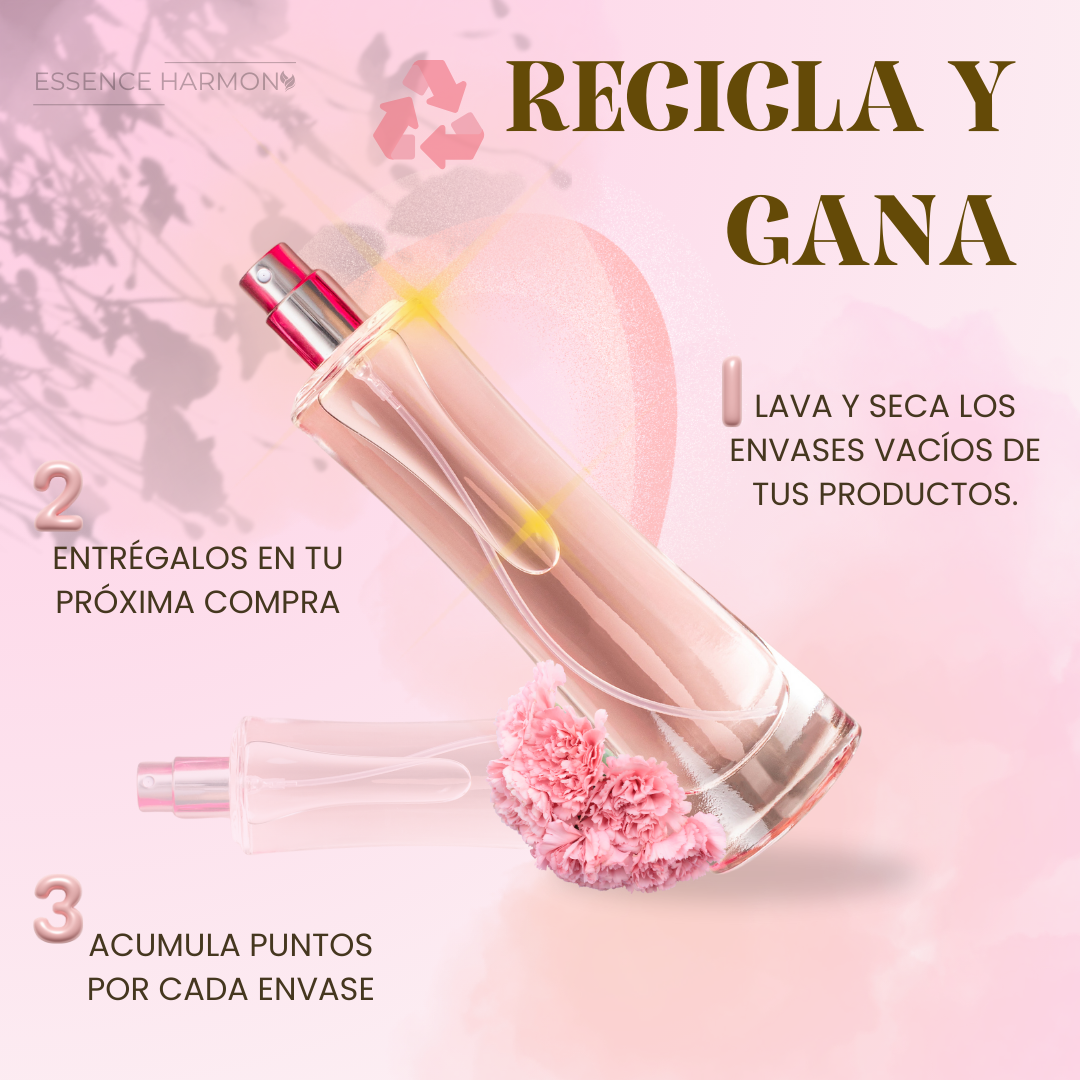 ESSENCE HARMONY
RECICLA Y
GANA
1
LAVA Y SECA LOS
ENVASES VACÍOS DE
TUS PRODUCTOS.
2
ENTRÉGALOS EN TU
PRÓXIMA COMPRA
3
ACUMULA PUNTOS
POR CADA ENVASE